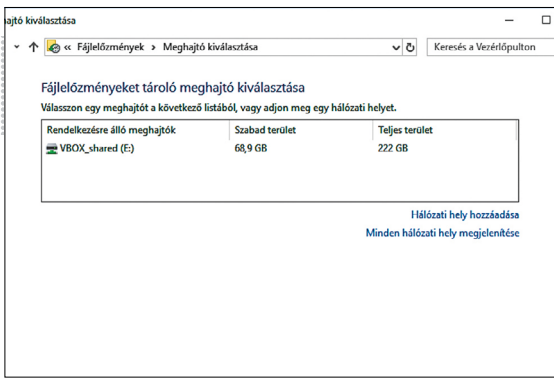 ajtó kiválasztása
« Fájlelőzmények › Meghajtó kiválasztása
Keresés a Vezérlőpulton
Fájlelőzményeket tároló meghajtó kiválasztása
Válasszon egy meghajtót a következő listából, vagy adjon meg egy hálózati helyet.
Rendelkezésre álló meghajtók Szabad terület Teljes terület
VBOX_shared (E:) 68,9 GB 222 GB
Hálózati hely hozzáadása
Minden hálózati hely megjelenítése